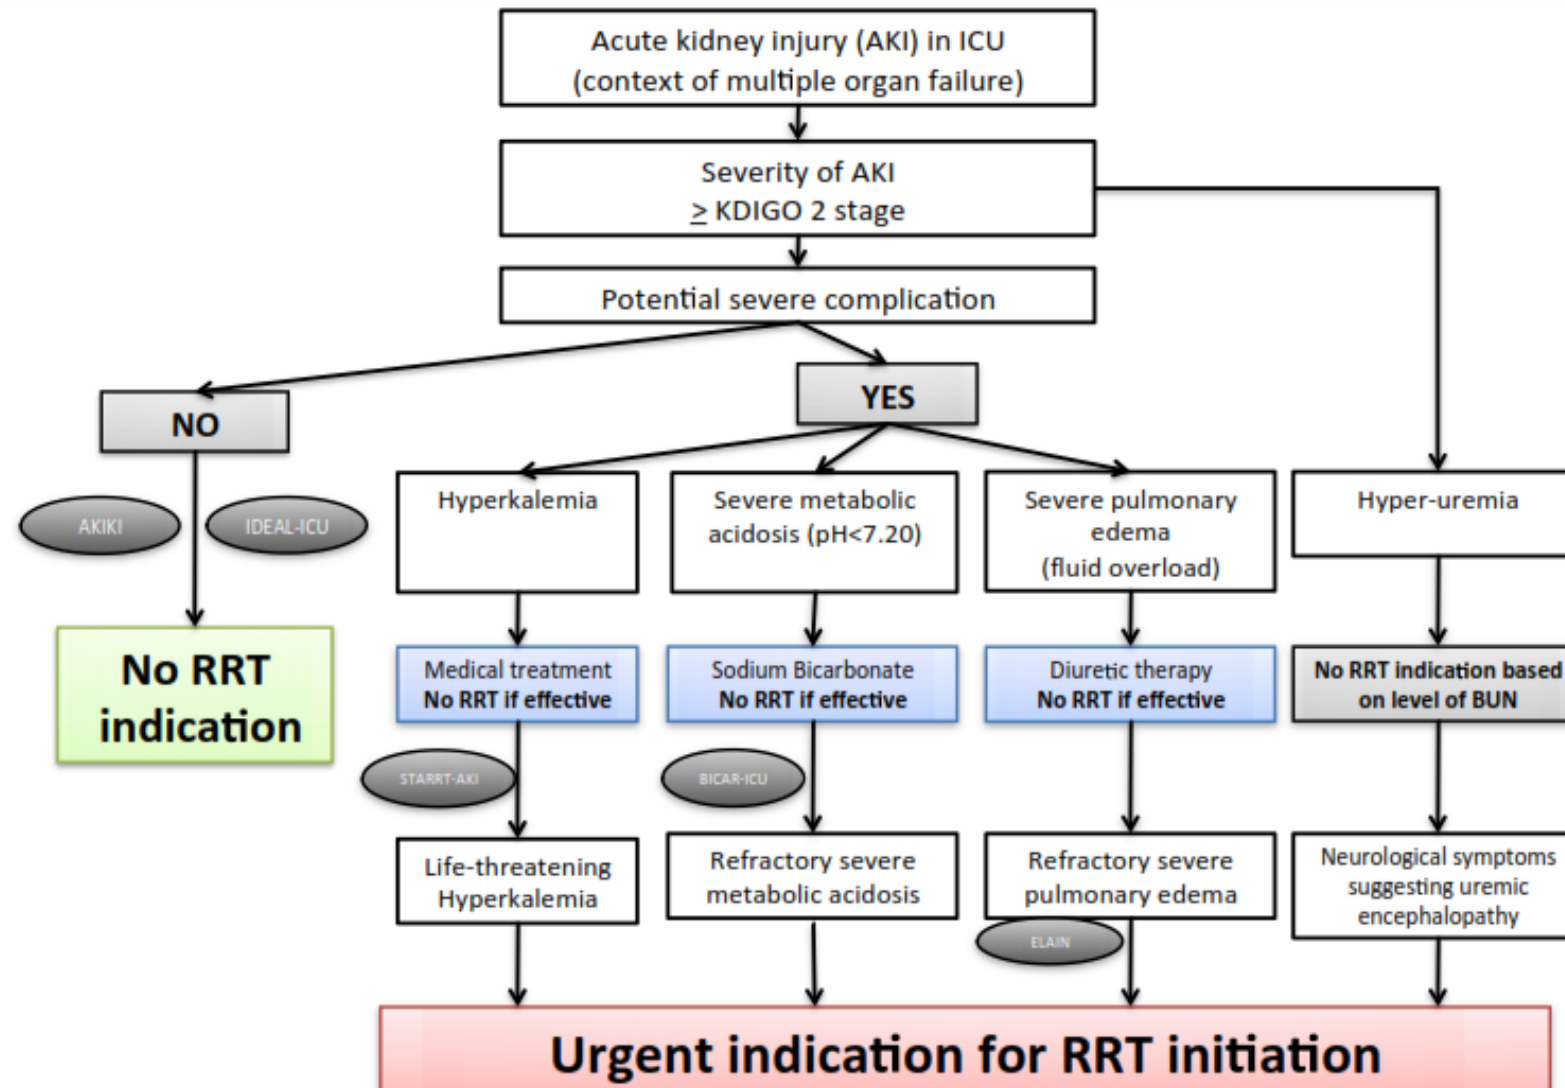 Acute kidney injury (AKI) in ICU
(context of multiple organ failure)
Severity of AKI
≥ KDIGO 2 stage
Potential severe complication
NO
YES
AKIKI
IDEAL-ICU
No RRT
indication
Hyperkalemia
Medical treatment
No RRT if effective
STARRT-AKI
Life-threatening
Hyperkalemia
Severe metabolic
acidosis (pH<7.20)
Sodium Bicarbonate
No RRT if effective
BICAR-ICU
Refractory severe
metabolic acidosis
Severe pulmonary
edema
(fluid overload)
Diuretic therapy
No RRT if effective
Refractory severe
pulmonary edema
ELAIN
Hyper-uremia
No RRT indication based
on level of BUN
Neurological symptoms
suggesting uremic
encephalopathy
Urgent indication for RRT initiation